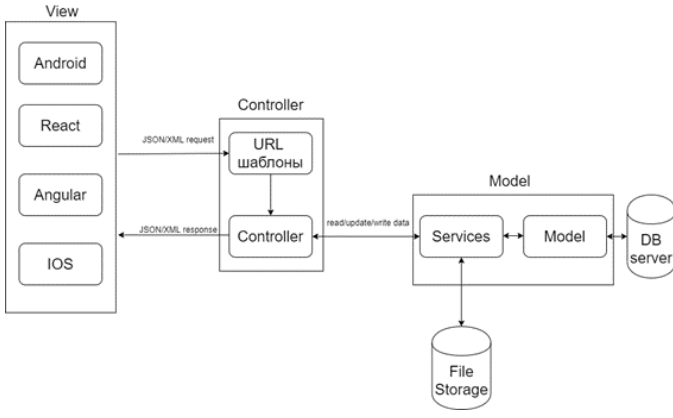 View
Android
React
Angular
IOS
JSON/XML request
JSON/XML response
Controller
URL
шаблоны
Controller
read/update/write data
Model
Services
Model
DB
server
File
Storage